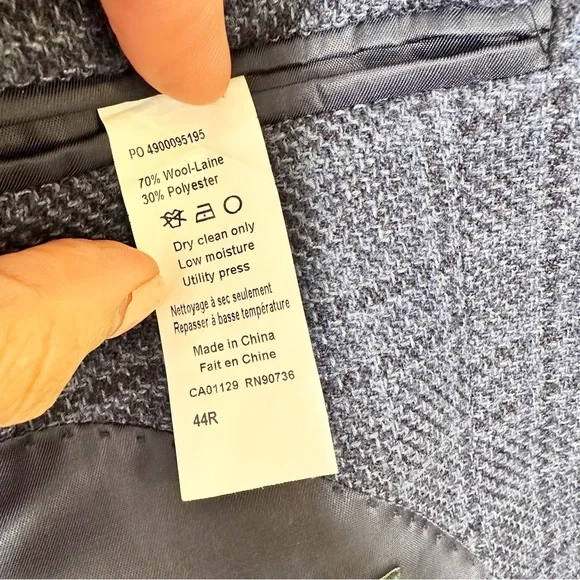 PO 4900095195
70% Wool-Laine
30% Polyester
Dry clean only
Low moisture
Utility press
Nettoyage à sec seulement
Repasser à basse température
Made in China
Fait en Chine
CA01129 RN90736
44R